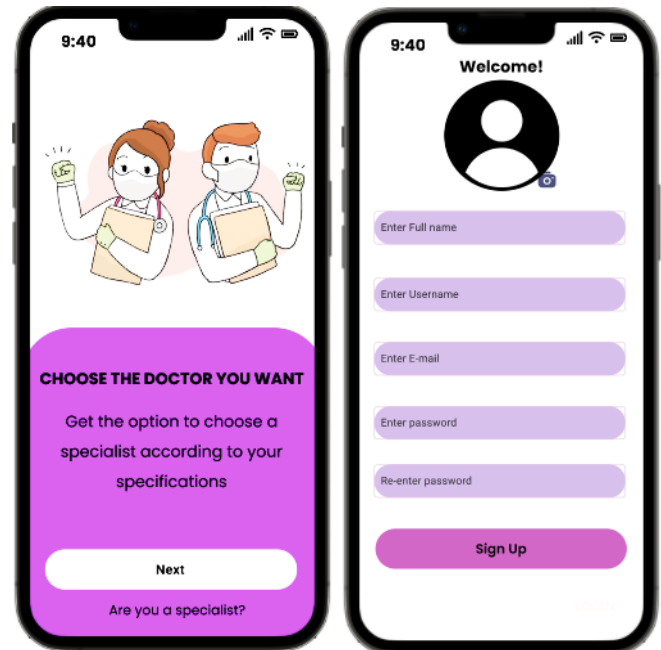 9:40
CHOOSE THE DOCTOR YOU WANT
Get the option to choose a
specialist according to your
specifications
Next
Are you a specialist?
9:40
Welcome!
Enter Full name
Enter Username
Enter E-mail
Enter password
Re-enter password
Sign Up